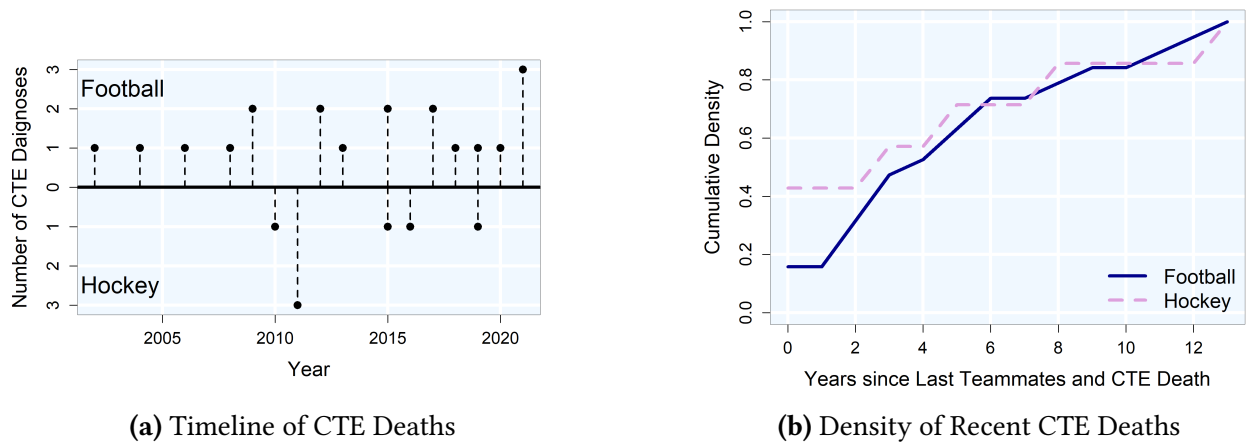 Football
Hockey
Number of CTE Daignoses
3
2
1
0
1
2
3
2005
2010
2015
2020
Year
(a) Timeline of CTE Deaths
Cumulative Density
1.0
0.8
0.6
0.4
0.2
0.0
Football
Hockey
0
2
4
6
8
10
12
Years since Last Teammates and CTE Death
(b) Density of Recent CTE Deaths